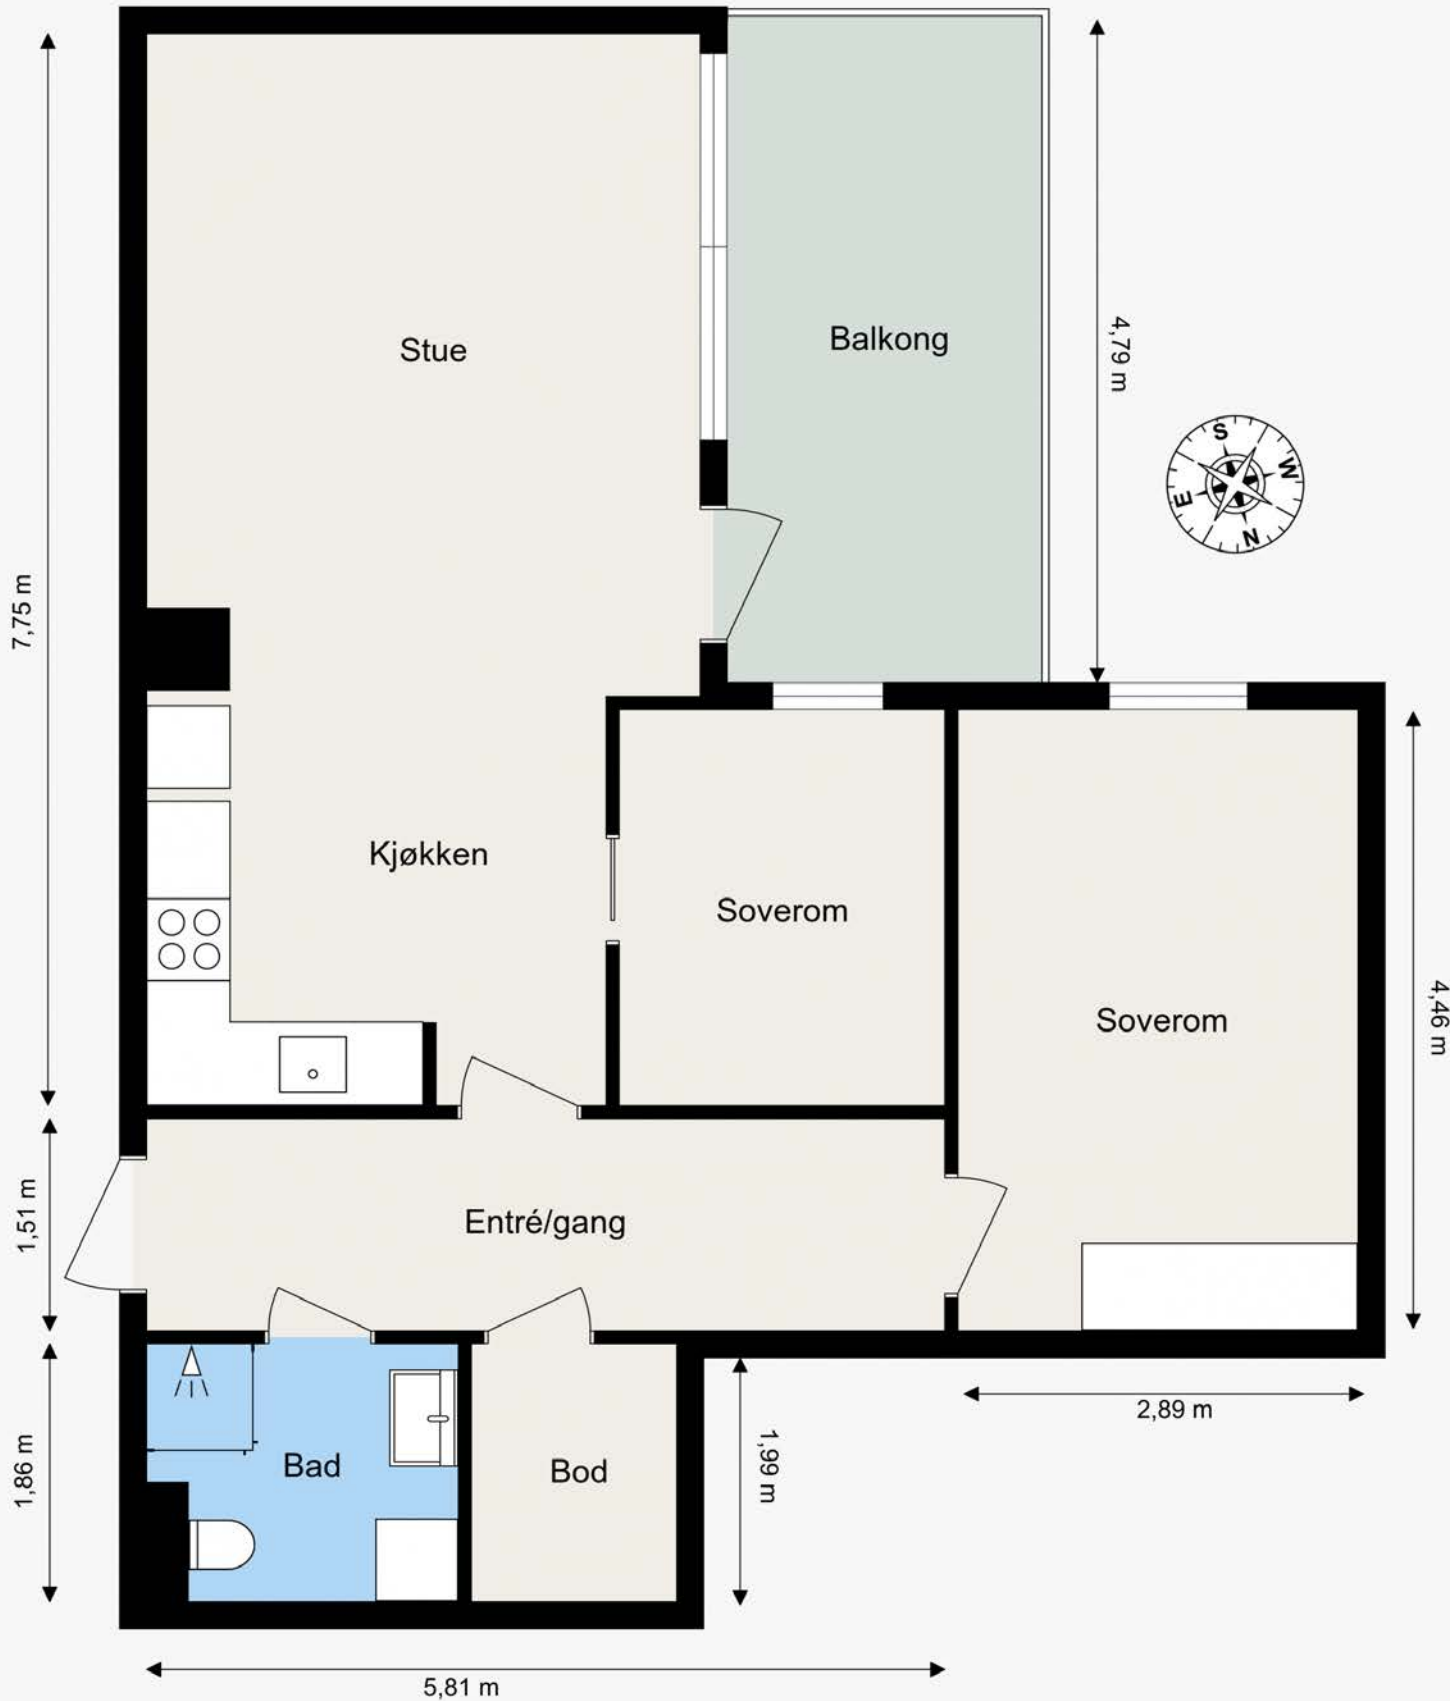 Stue
Balkong
4,79 m
S
W
E
N
7,75 m
Kjøkken
Soverom
Soverom
4,46 m
1,51 m
Entré/gang
2,89 m
1,86 m
Bad
Bod
1,99 m
5,81 m